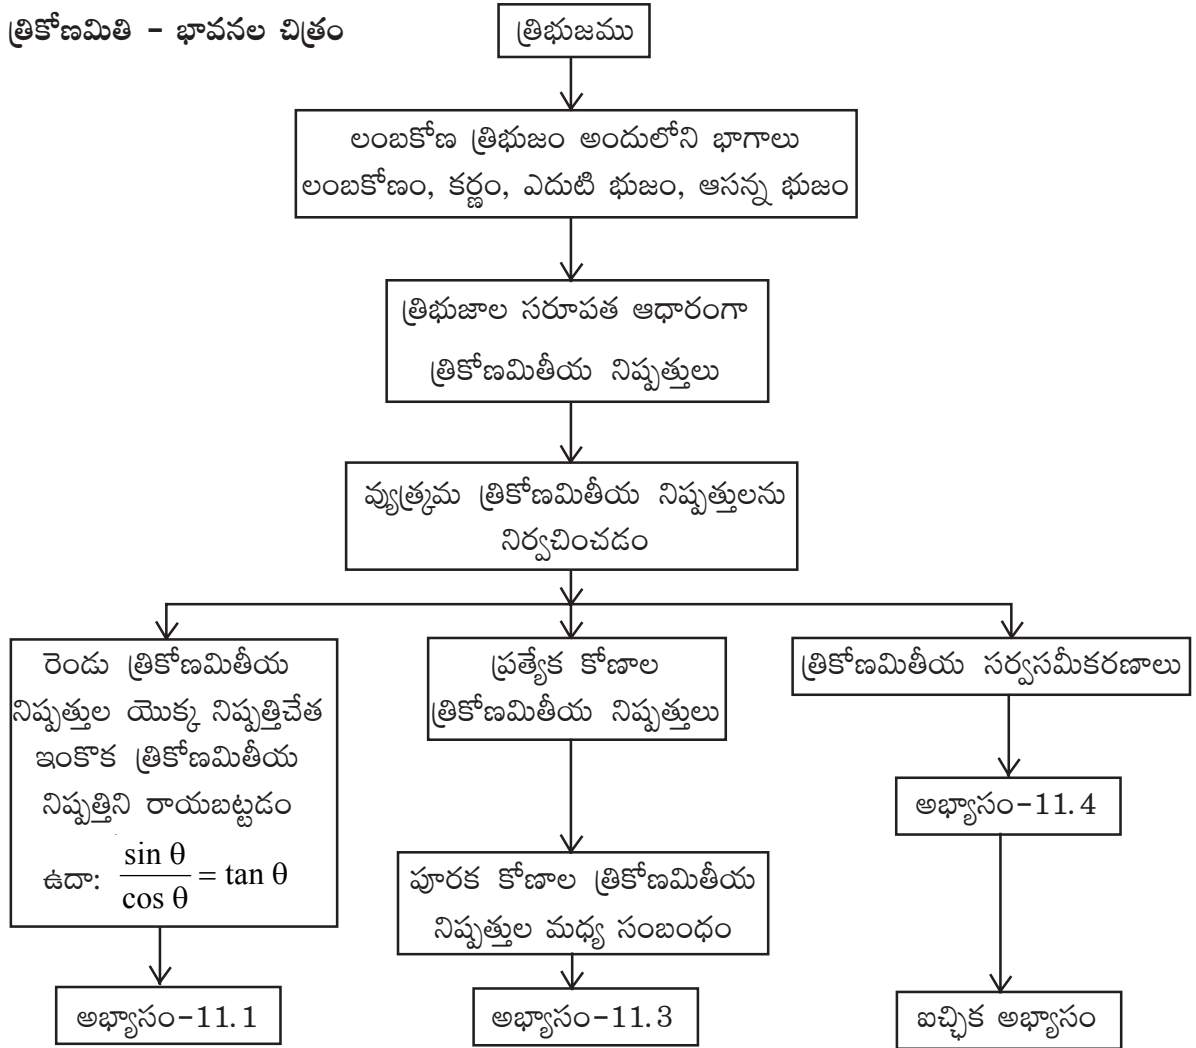 త్రికోణమితి - భావనల చిత్రం
త్రిభుజము
లంబకోణ త్రిభుజం అందులోని భాగాలు
లంబకోణం, కర్ణం, ఎదుటి భుజం, ఆసన్న భుజం
త్రిభుజాల సరూపత ఆధారంగా
త్రికోణమితీయ నిష్పత్తులు
వ్యుత్క్రమ త్రికోణమితీయ నిష్పత్తులను
నిర్వచించడం
రెండు త్రికోణమితీయ
నిష్పత్తుల యొక్క నిష్పత్తిచేత
ఇంకొక త్రికోణమితీయ
నిష్పత్తిని రాయబట్టడం
ఉదా: sin θ / cos θ = tan θ
అభ్యాసం-11.1
ప్రత్యేక కోణాల
త్రికోణమితీయ నిష్పత్తులు
పూరక కోణాల త్రికోణమితీయ
నిష్పత్తుల మధ్య సంబంధం
అభ్యాసం-11.3
త్రికోణమితీయ సర్వసమీకరణాలు
అభ్యాసం-11.4
ఐచ్ఛిక అభ్యాసం